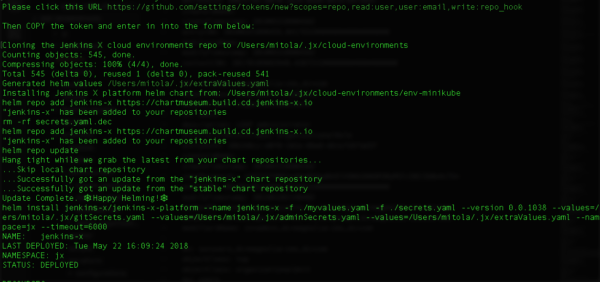 Please click this URL https://github.com/settings/tokens/new?scopes=repo,read:user,user:email,write:repo_hook
Then COPY the token and enter in into the form below:
Cloning the Jenkins X cloud environments repo to /Users/mitola/.jx/cloud-environments
Counting objects: 545, done.
Compressing objects: 100% (4/4), done.
Total 545 (delta 0), reused 1 (delta 0), pack-reused 541
Generated helm values /Users/mitola/.jx/extraValues.yaml
Installing Jenkins X platform helm chart from: /Users/mitola/.jx/cloud-environments/env-minikube
helm repo add jenkins-x https://chartmuseum.build.cd.jenkins-x.io
"jenkins-x" has been added to your repositories
rm -rf secrets.yaml.dec
helm repo add jenkins-x https://chartmuseum.build.cd.jenkins-x.io
"jenkins-x" has been added to your repositories
helm repo update
Hang tight while we grab the latest from your chart repositories...
...Skip local chart repository
...Successfully got an update from the "jenkins-x" chart repository
...Successfully got an update from the "stable" chart repository
Update Complete. ⎈Happy Helming!⎈
helm install jenkins-x/jenkins-x-platform --name jenkins-x -f ./myvalues.yaml -f ./secrets.yaml --version 0.0.1038 --values=/
ers/mitola/.jx/gitSecrets.yaml --values=/Users/mitola/.jx/adminSecrets.yaml --values=/Users/mitola/.jx/extraValues.yaml --nam
pace=jx --timeout=6000
NAME: jenkins-x
LAST DEPLOYED: Tue May 22 16:09:24 2018
NAMESPACE: jx
STATUS: DEPLOYED